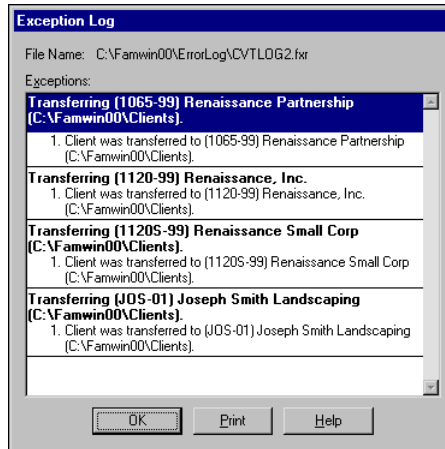 Exception Log
File Name: C:\Famwin00\ErrorLog\CVTLOG2.fxr
Exceptions:
Transferring (1065-99) Renaissance Partnership
(C:\Famwin00\Clients).
1. Client was transferred to (1065-99) Renaissance Partnership
(C:\Famwin00\Clients).
Transferring (1120-99) Renaissance, Inc.
(C:\Famwin00\Clients).
1. Client was transferred to (1120-99) Renaissance, Inc.
(C:\Famwin00\Clients).
Transferring (1120S-99) Renaissance Small Corp
(C:\Famwin00\Clients).
1. Client was transferred to (1120S-99) Renaissance Small Corp
(C:\Famwin00\Clients).
Transferring (JOS-01) Joseph Smith Landscaping
(C:\Famwin00\Clients).
1. Client was transferred to (JOS-01) Joseph Smith Landscaping
(C:\Famwin00\Clients).
OK Print Help